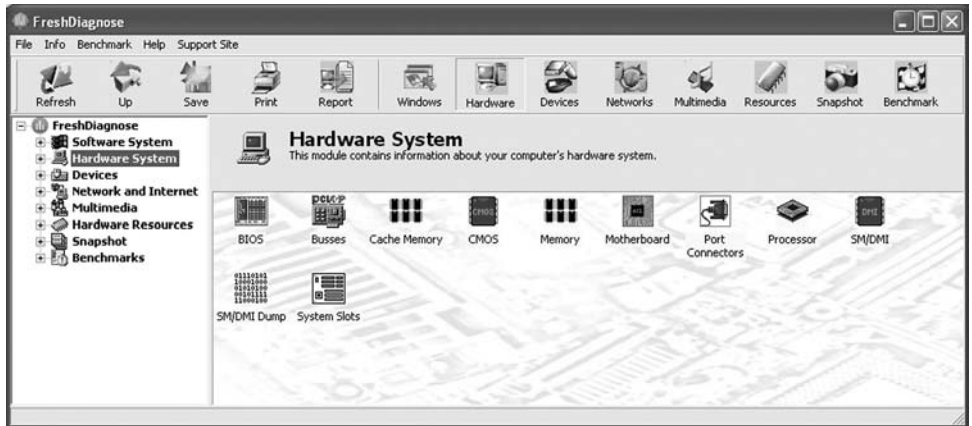 FreshDiagnose
File Info Benchmark Help Support Site
Refresh Up Save Print Report Windows Hardware Devices Networks Multimedia Resources Snapshot Benchmark
FreshDiagnose
Software System
Hardware System
Devices
Network and Internet
Multimedia
Hardware Resources
Snapshot
Benchmarks
Hardware System
This module contains information about your computer's hardware system.
BIOS Busses Cache Memory CMOS Memory Motherboard Port Connectors Processor SM/DMI
SM/DMI Dump System Slots